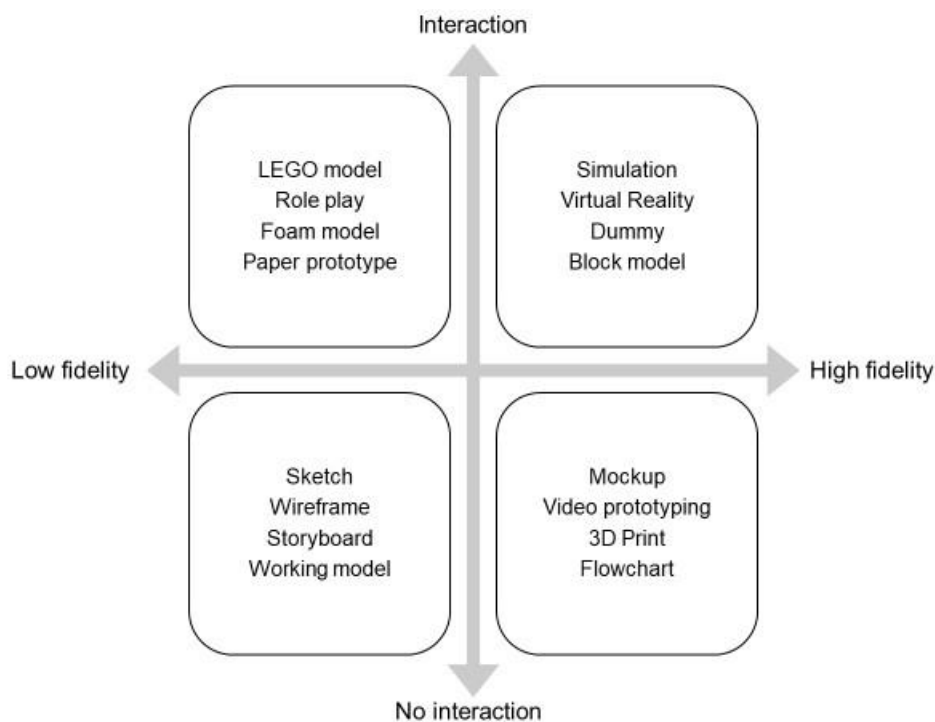 Interaction
LEGO model
Role play
Foam model
Paper prototype
Simulation
Virtual Reality
Dummy
Block model
Low fidelity
High fidelity
Sketch
Wireframe
Storyboard
Working model
Mockup
Video prototyping
3D Print
Flowchart
No interaction